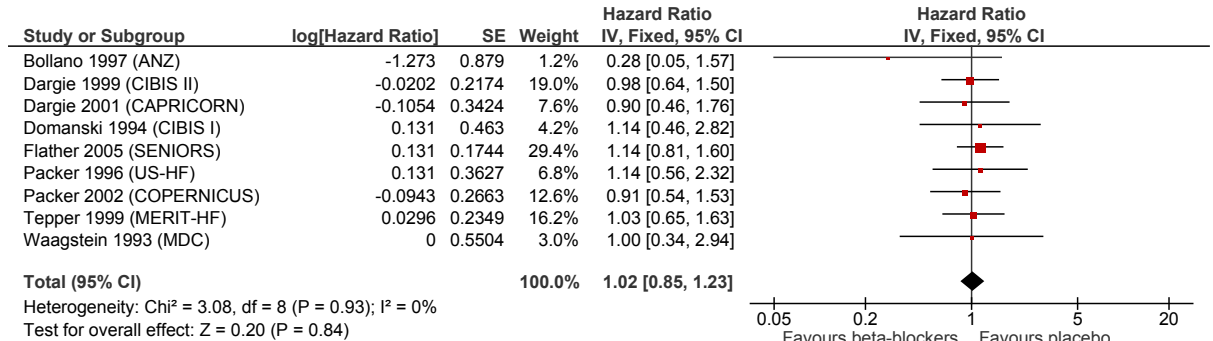 Hazard Ratio Hazard Ratio
Study or Subgroup log[Hazard Ratio] SE Weight IV, Fixed, 95% CI IV, Fixed, 95% CI
Bollano 1997 (ANZ) -1.273 0.879 1.2% 0.28 [0.05, 1.57]
Dargie 1999 (CIBIS II) -0.0202 0.2174 19.0% 0.98 [0.64, 1.50]
Dargie 2001 (CAPRICORN) -0.1054 0.3424 7.6% 0.90 [0.46, 1.76]
Domanski 1994 (CIBIS I) 0.131 0.463 4.2% 1.14 [0.46, 2.82]
Flather 2005 (SENIORS) 0.131 0.1744 29.4% 1.14 [0.81, 1.60]
Packer 1996 (US-HF) 0.131 0.3627 6.8% 1.14 [0.56, 2.32]
Packer 2002 (COPERNICUS) -0.0943 0.2663 12.6% 0.91 [0.54, 1.53]
Tepper 1999 (MERIT-HF) 0.0296 0.2349 16.2% 1.03 [0.65, 1.63]
Waagstein 1993 (MDC) 0 0.5504 3.0% 1.00 [0.34, 2.94]
Total (95% CI) 100.0% 1.02 [0.85, 1.23]
Heterogeneity: Chi² = 3.08, df = 8 (P = 0.93); I² = 0%
Test for overall effect: Z = 0.20 (P = 0.84)
0.05 0.2 1 5 20
Favours beta-blockers Favours placebo